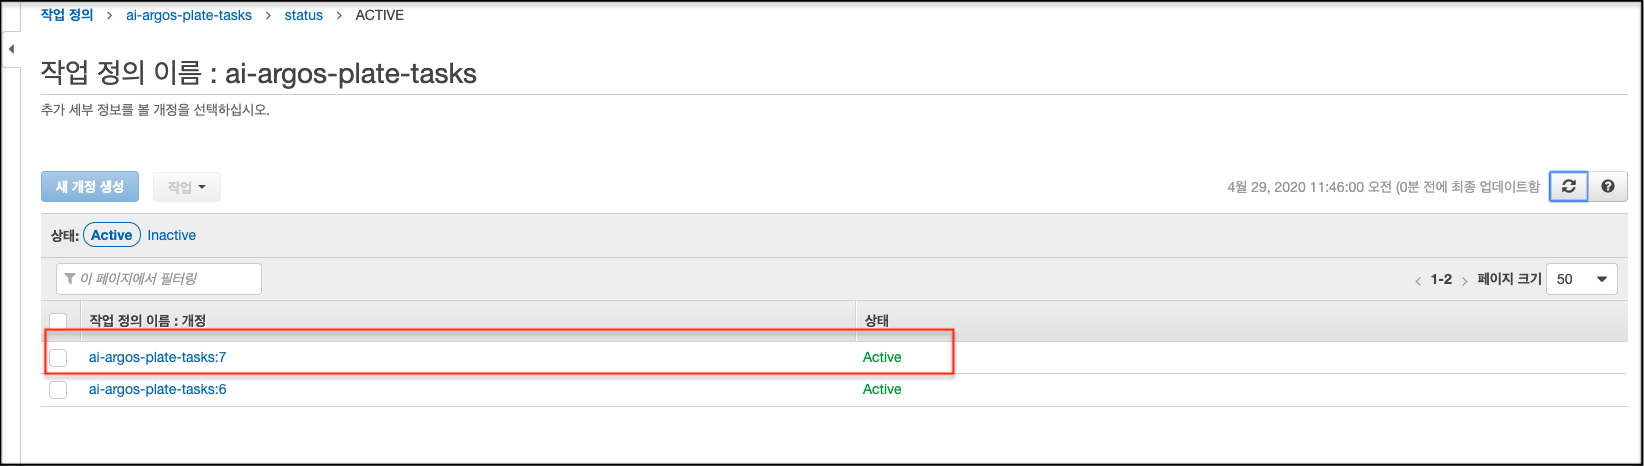 작업 정의 > ai-argos-plate-tasks > status > ACTIVE
작업 정의 이름 : ai-argos-plate-tasks
추가 세부 정보를 볼 개정을 선택하십시오.
새 개정 생성 작업
4월 29, 2020 11:46:00 오전 (0분 전에 최종 업데이트함
상태: Active Inactive
이 페이지에서 필터링
< 1-2 > 페이지 크기 50
작업 정의 이름 : 개정 상태
ai-argos-plate-tasks:7 Active
ai-argos-plate-tasks:6 Active